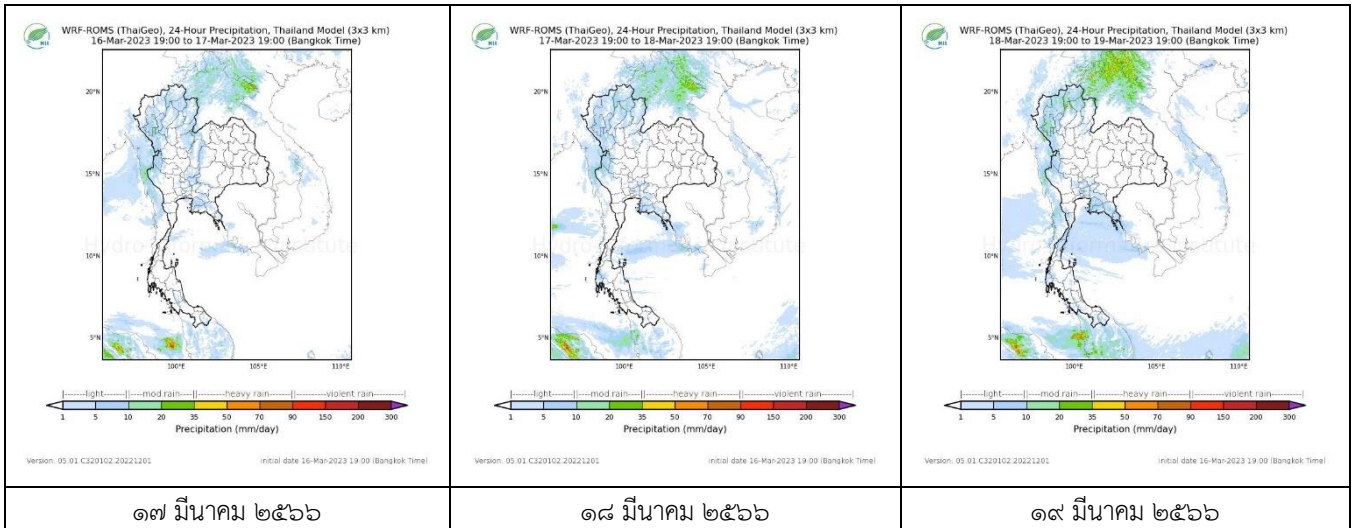 WRF-ROMS (ThaiGeo), 24-Hour Precipitation, Thailand Model (3x3 km)
16-Mar-2023 19:00 to 17-Mar-2023 19:00 (Bangkok Time)
HII
20°N
15°N
10°N
5°N
100°E
105°E
110°E
light mod rain heavy rain violent rain
1 5 10 20 35 50 70 90 150 200 300
Precipitation (mm/day)
Version: 05.01.C320102.20221201
initial date 16-Mar-2023 19:00 (Bangkok Time)
๑๗ มีนาคม ๒๕๖๖
WRF-ROMS (ThaiGeo), 24-Hour Precipitation, Thailand Model (3x3 km)
17-Mar-2023 19:00 to 18-Mar-2023 19:00 (Bangkok Time)
HII
20°N
15°N
10°N
5°N
100°E
105°E
110°E
light mod rain heavy rain violent rain
1 5 10 20 35 50 70 90 150 200 300
Precipitation (mm/day)
Version: 05.01.C320102.20221201
initial date 16-Mar-2023 19:00 (Bangkok Time)
๑๘ มีนาคม ๒๕๖๖
WRF-ROMS (ThaiGeo), 24-Hour Precipitation, Thailand Model (3x3 km)
18-Mar-2023 19:00 to 19-Mar-2023 19:00 (Bangkok Time)
HII
20°N
15°N
10°N
5°N
100°E
105°E
110°E
light mod rain heavy rain violent rain
1 5 10 20 35 50 70 90 150 200 300
Precipitation (mm/day)
Version: 05.01.C320102.20221201
initial date 16-Mar-2023 19:00 (Bangkok Time)
๑๙ มีนาคม ๒๕๖๖